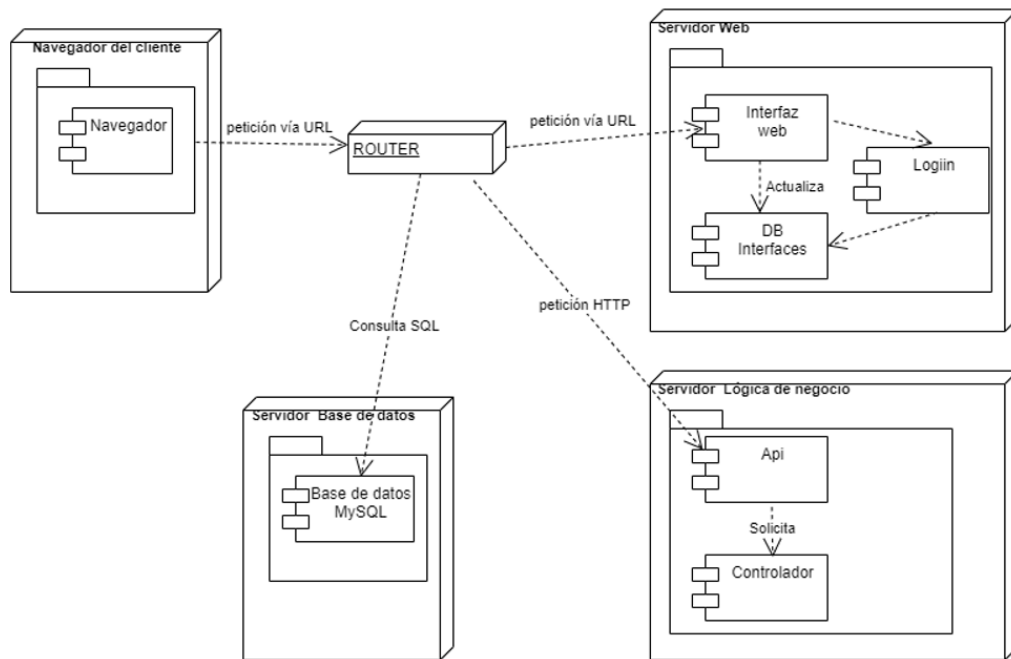 Navegador del cliente
Navegador
petición vía URL
ROUTER
petición vía URL
Servidor Web
Interfaz
web
Logiin
Actualiza
DB
Interfaces
Consulta SQL
petición HTTP
Servidor Base de datos
Base de datos
MySQL
Servidor Lógica de negocio
Api
Solicita
Controlador